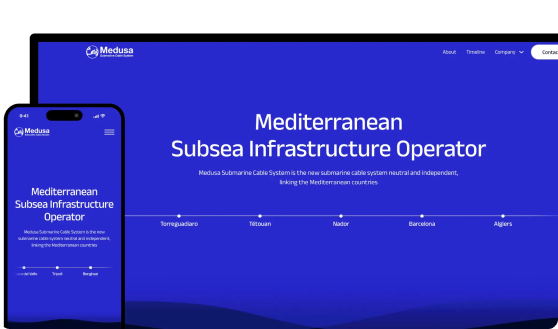 Medusa
Submarine Cable System
About Timeline Company Contac
Mediterranean
Subsea Infrastructure Operator
Medusa Submarine Cable System is the new submarine cable system neutral and independent,
linking the Mediterranean countries
Torreguadiaro Tétouan Nador Barcelona Algiers
9:41
Medusa
Submarine Cable System
Mediterranean
Subsea Infrastructure
Operator
Medusa Submarine Cable System is the new
submarine cable system neutral and independent,
linking the Mediterranean countries
Benghazi